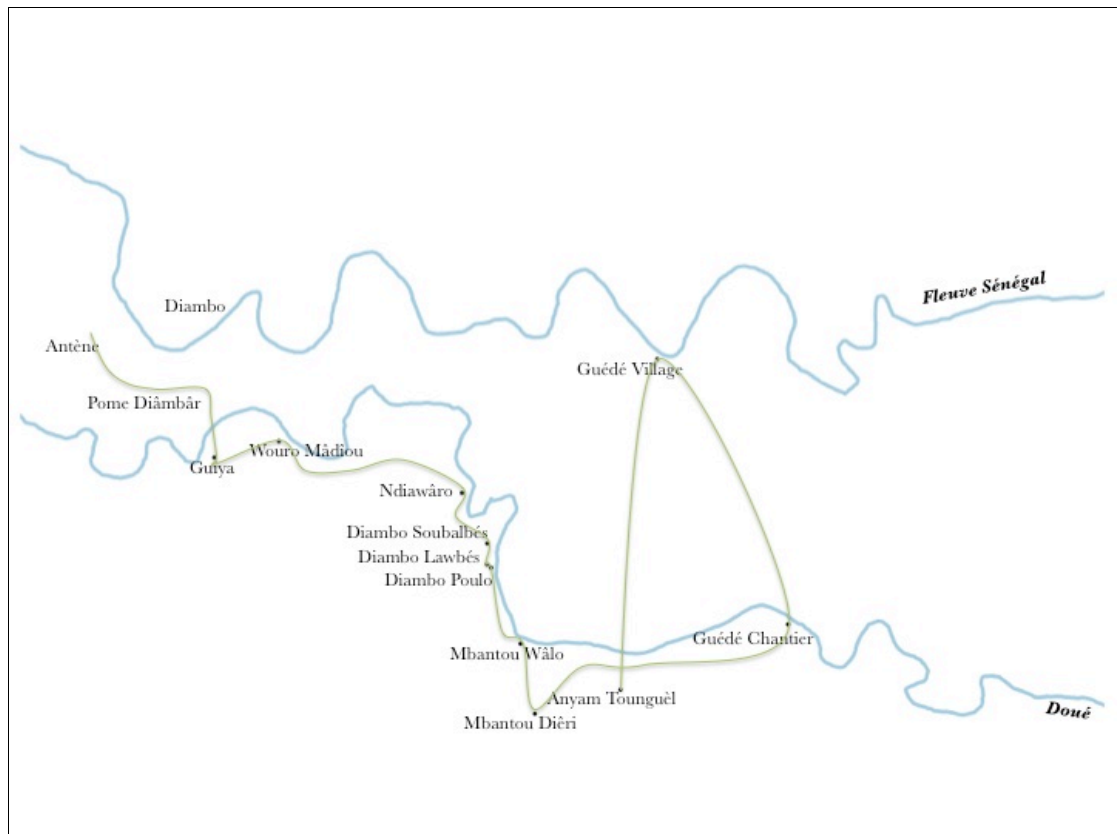 Fleuve Sénégal
Diambo
Antène
Guédé Village
Pome Diâmbâr
Wouro Mâdiou
Guiya
Ndiawâro
Diambo Soubalbés
Diambo Lawbés
Diambo Poulo
Guédé Chantier
Mbantou Wâlo
Anyam Tounguèl
Doué
Mbantou Diêri